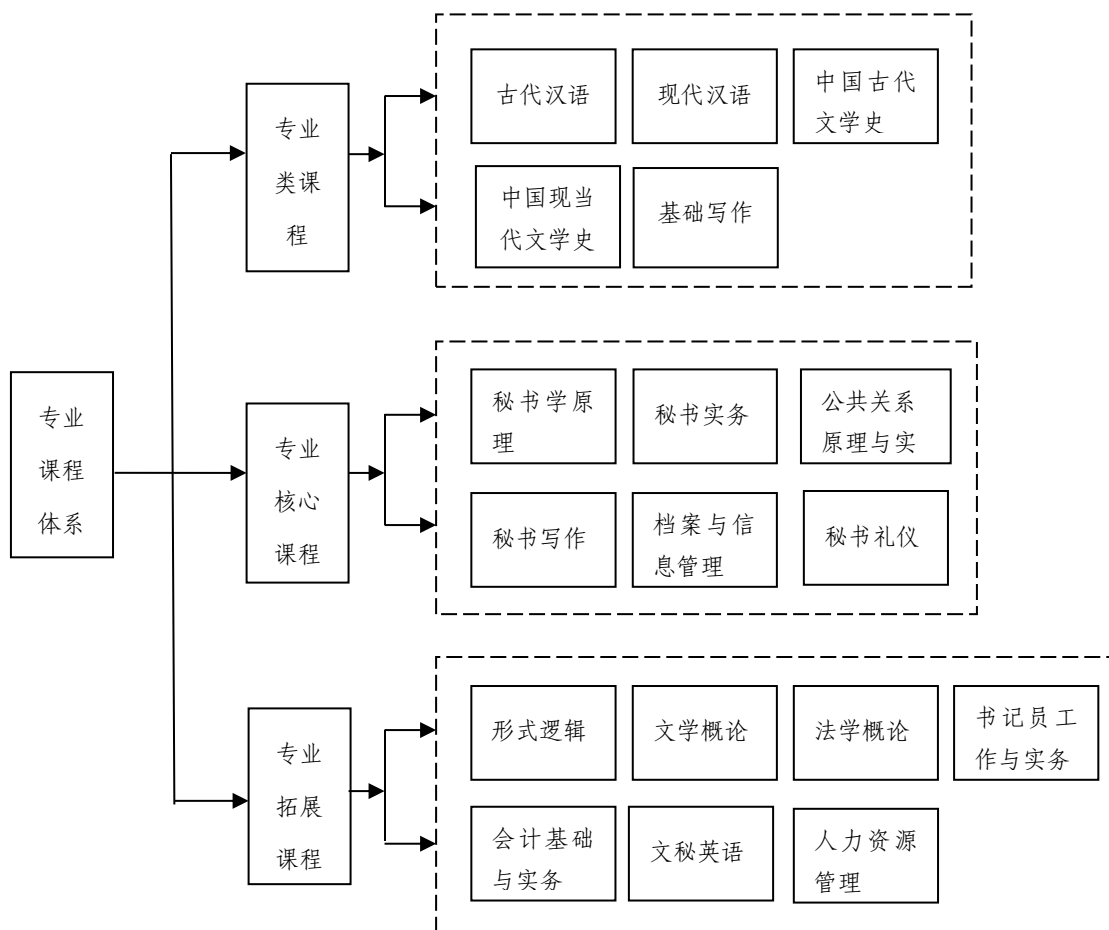 古代汉语
现代汉语
中国古代
文学史
专业
类课
程
中国现当
代文学史
基础写作
专业
课程
体系
专业
核心
课程
秘书学原
理
秘书实务
公共关系
原理与实
秘书写作
档案与信
息管理
秘书礼仪
专业
拓展
课程
形式逻辑
文学概论
法学概论
书记员工
作与实务
会计基础
与实务
文秘英语
人力资源
管理